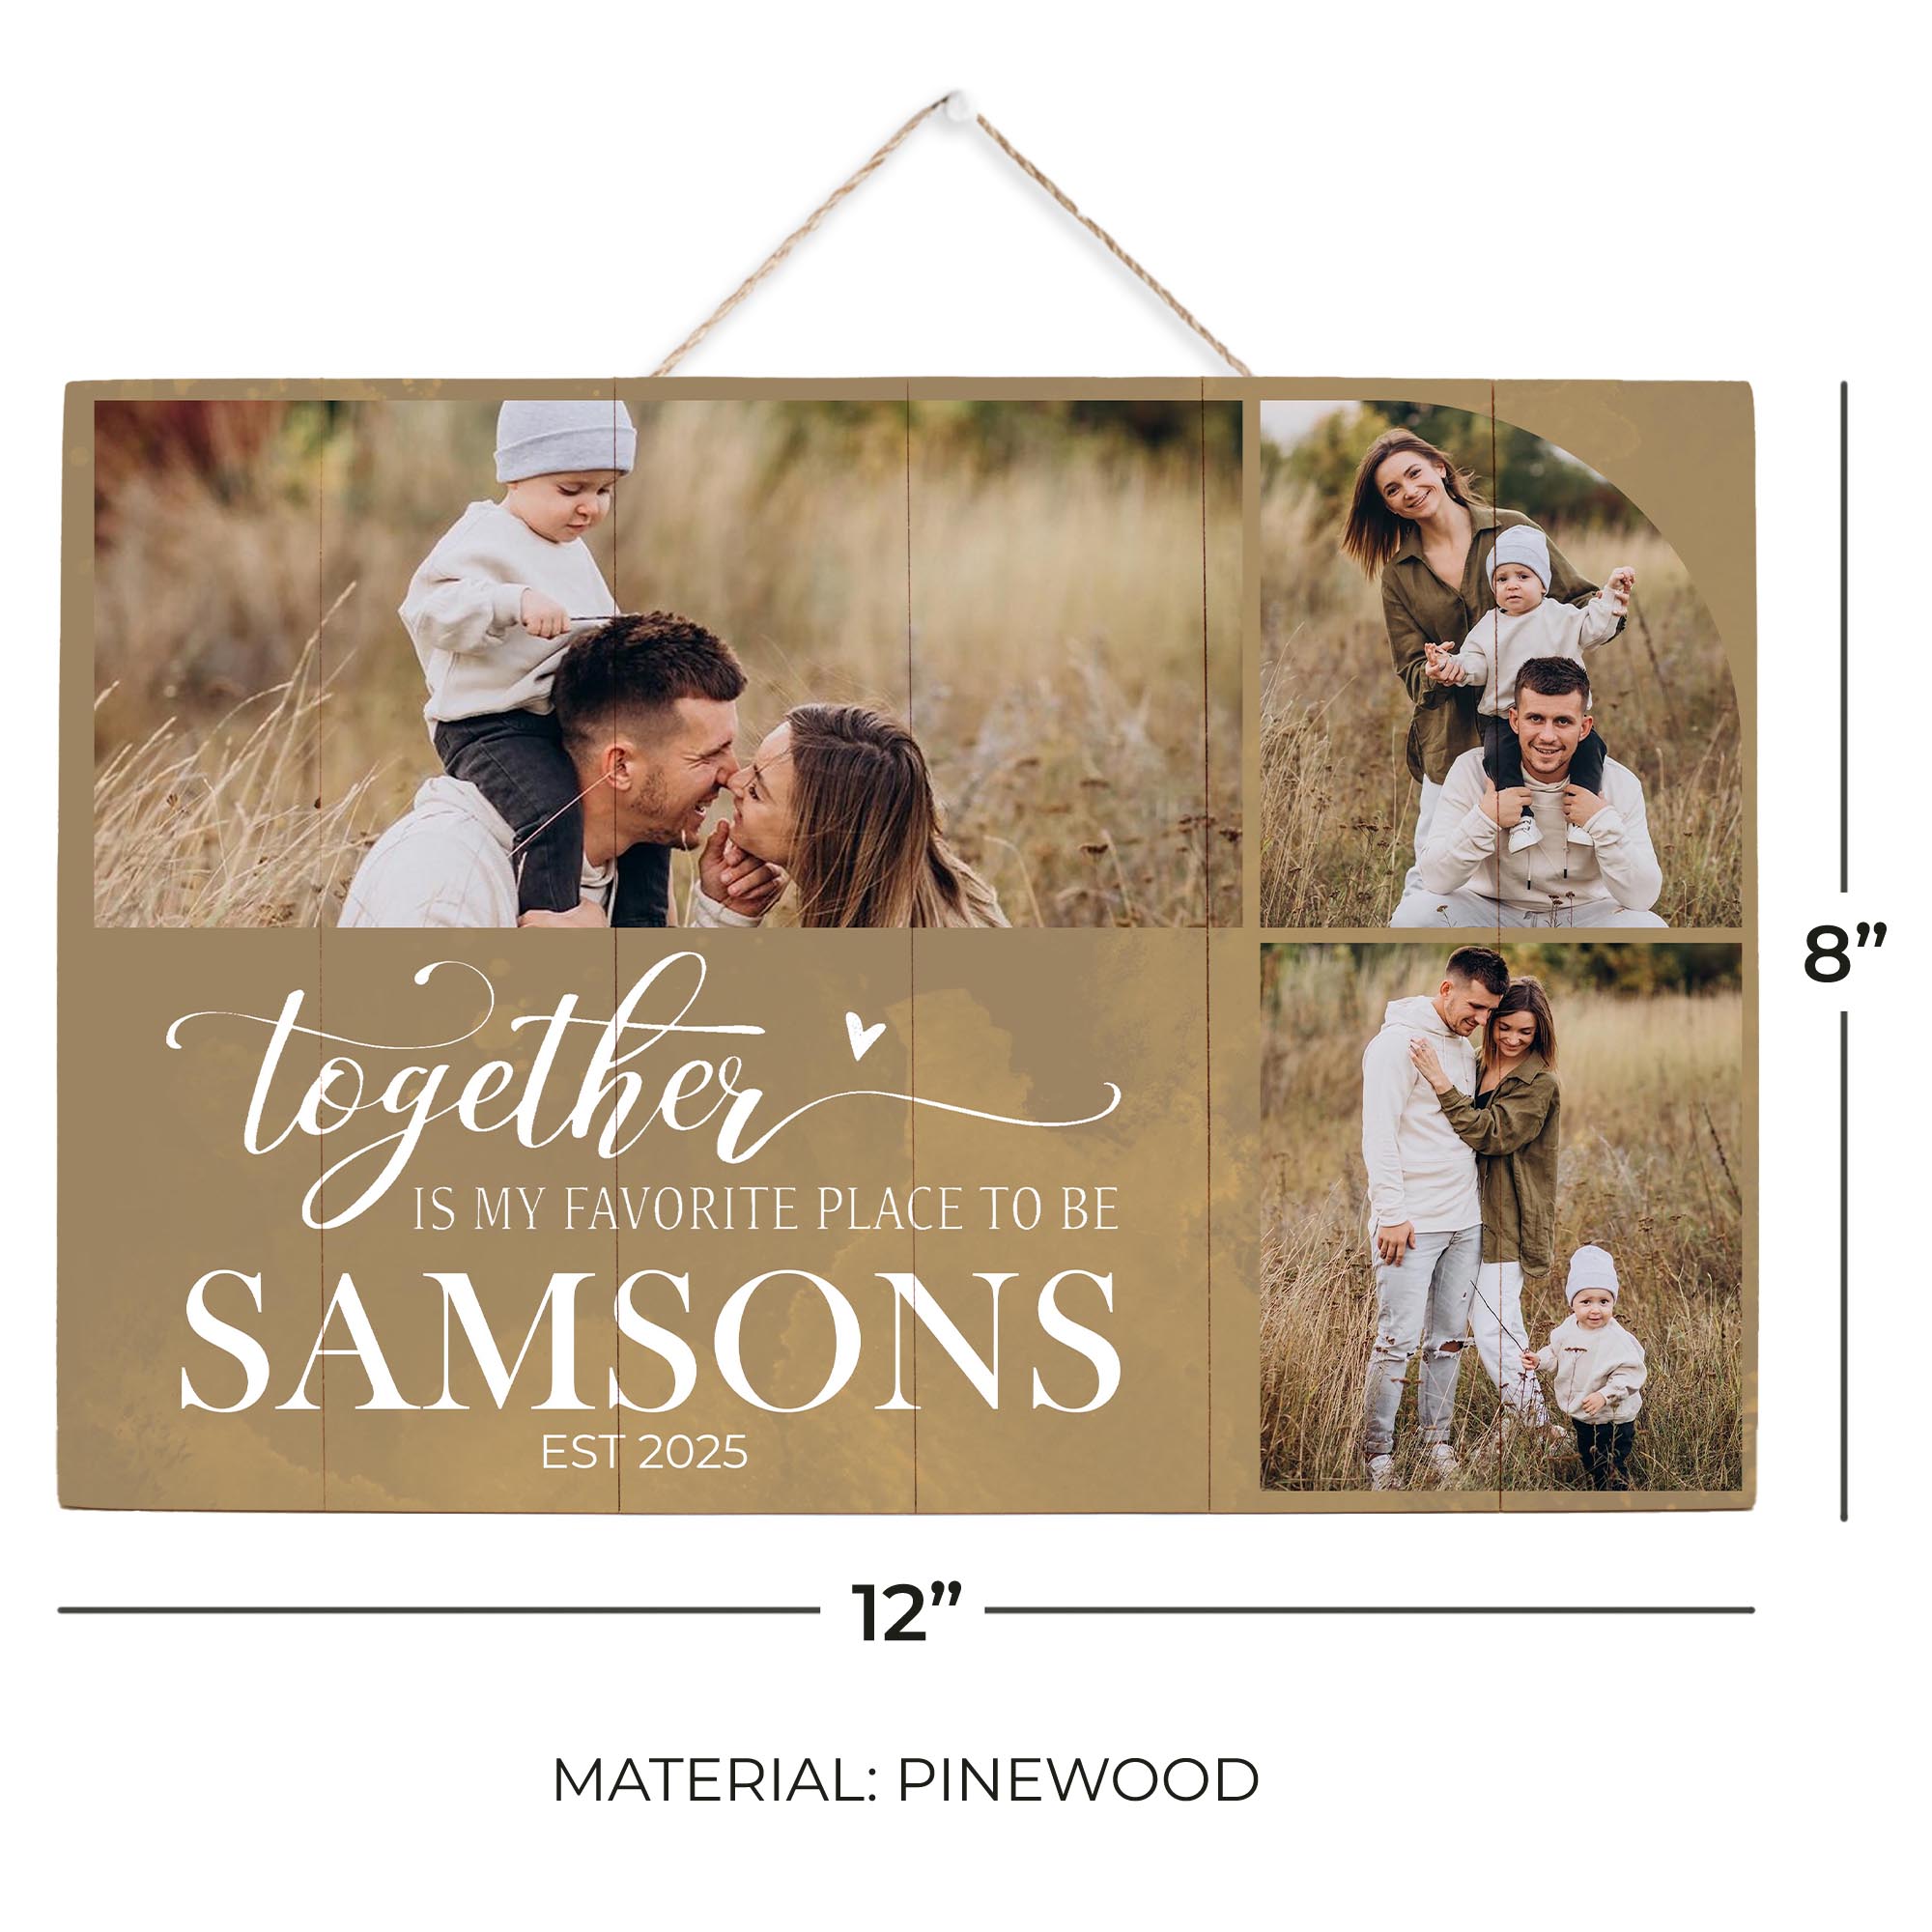 together
IS MY FAVORITE PLACE TO BE
SAMSONS
EST 2025
8”
12”
MATERIAL: PINEWOOD